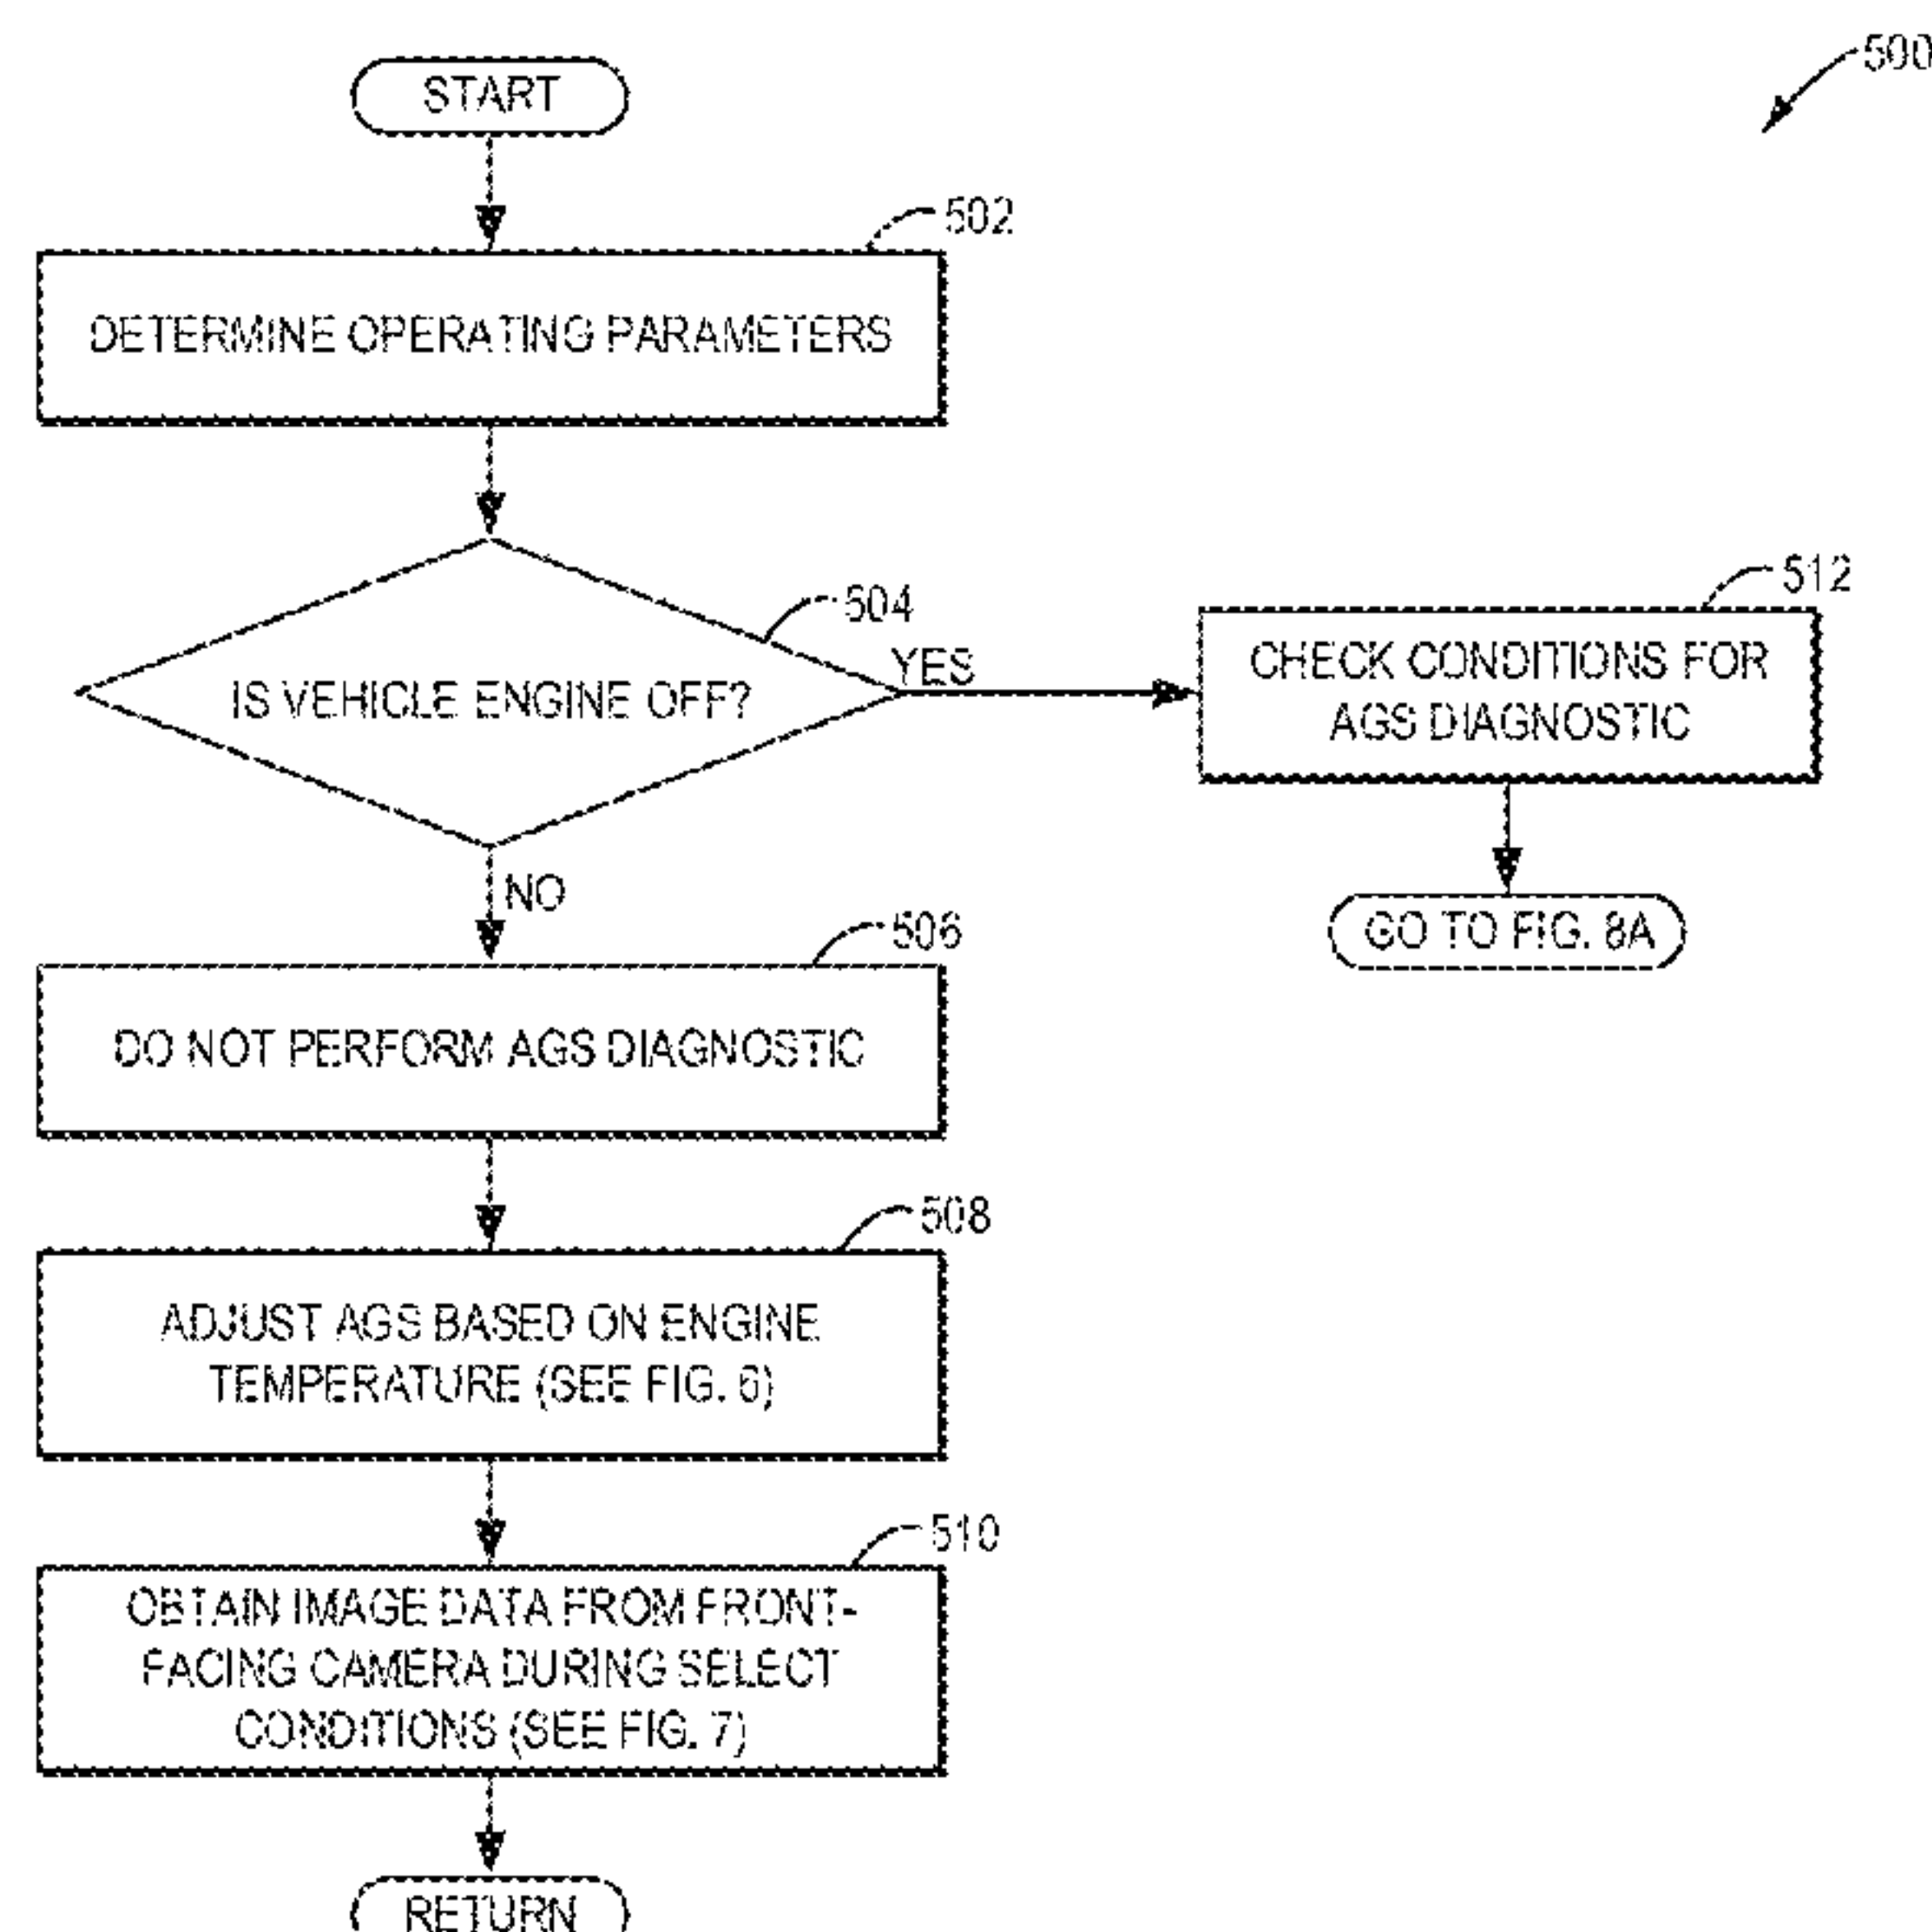 500
START
502
DETERMINE OPERATING PARAMETERS
504
IS VEHICLE ENGINE OFF?
YES
512
CHECK CONDITIONS FOR
AGS DIAGNOSTIC
GO TO FIG. 8A
NO
506
DO NOT PERFORM AGS DIAGNOSTIC
508
ADJUST AGS BASED ON ENGINE
TEMPERATURE (SEE FIG. 6)
510
OBTAIN IMAGE DATA FROM FRONT-
FACING CAMERA DURING SELECT
CONDITIONS (SEE FIG. 7)
RETURN